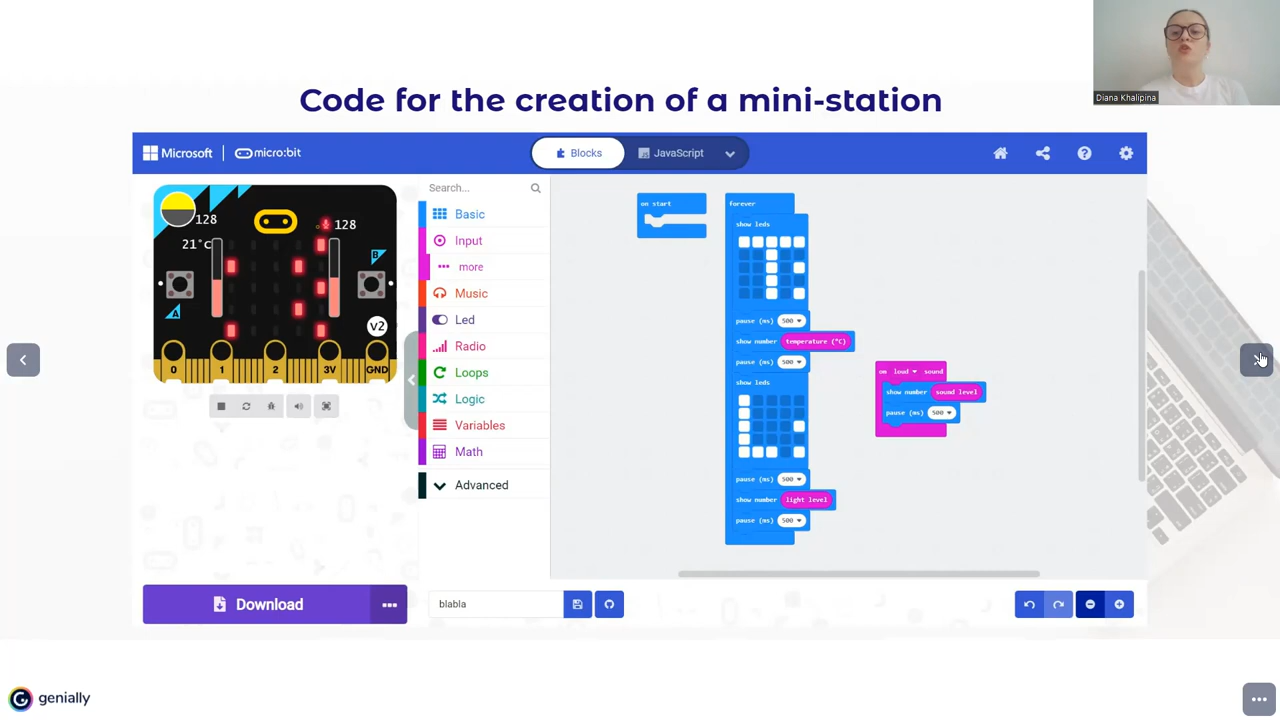 Diana Khalipina
Code for the creation of a mini-station
Microsoft
micro:bit
Blocks
JavaScript
128
128
21°C
B
A
V2
0 1 2 3V GND
Search...
Basic
Input
more
Music
Led
Radio
Loops
Logic
Variables
Math
Advanced
on start
forever
show leds
pause (ms) 500
show number temperature (°C)
pause (ms) 500
show leds
pause (ms) 500
show number light level
pause (ms) 500
on loud sound
show number sound level
pause (ms) 500
Download
blabla
genially